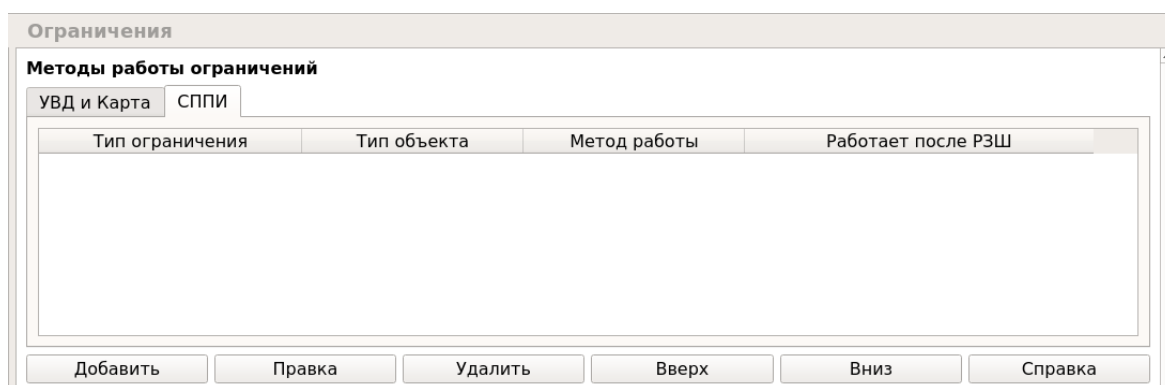 Ограничения
Методы работы ограничений
УВД и Карта СППИ
Тип ограничения Тип объекта Метод работы Работает после РЗШ
Добавить Правка Удалить Вверх Вниз Справка